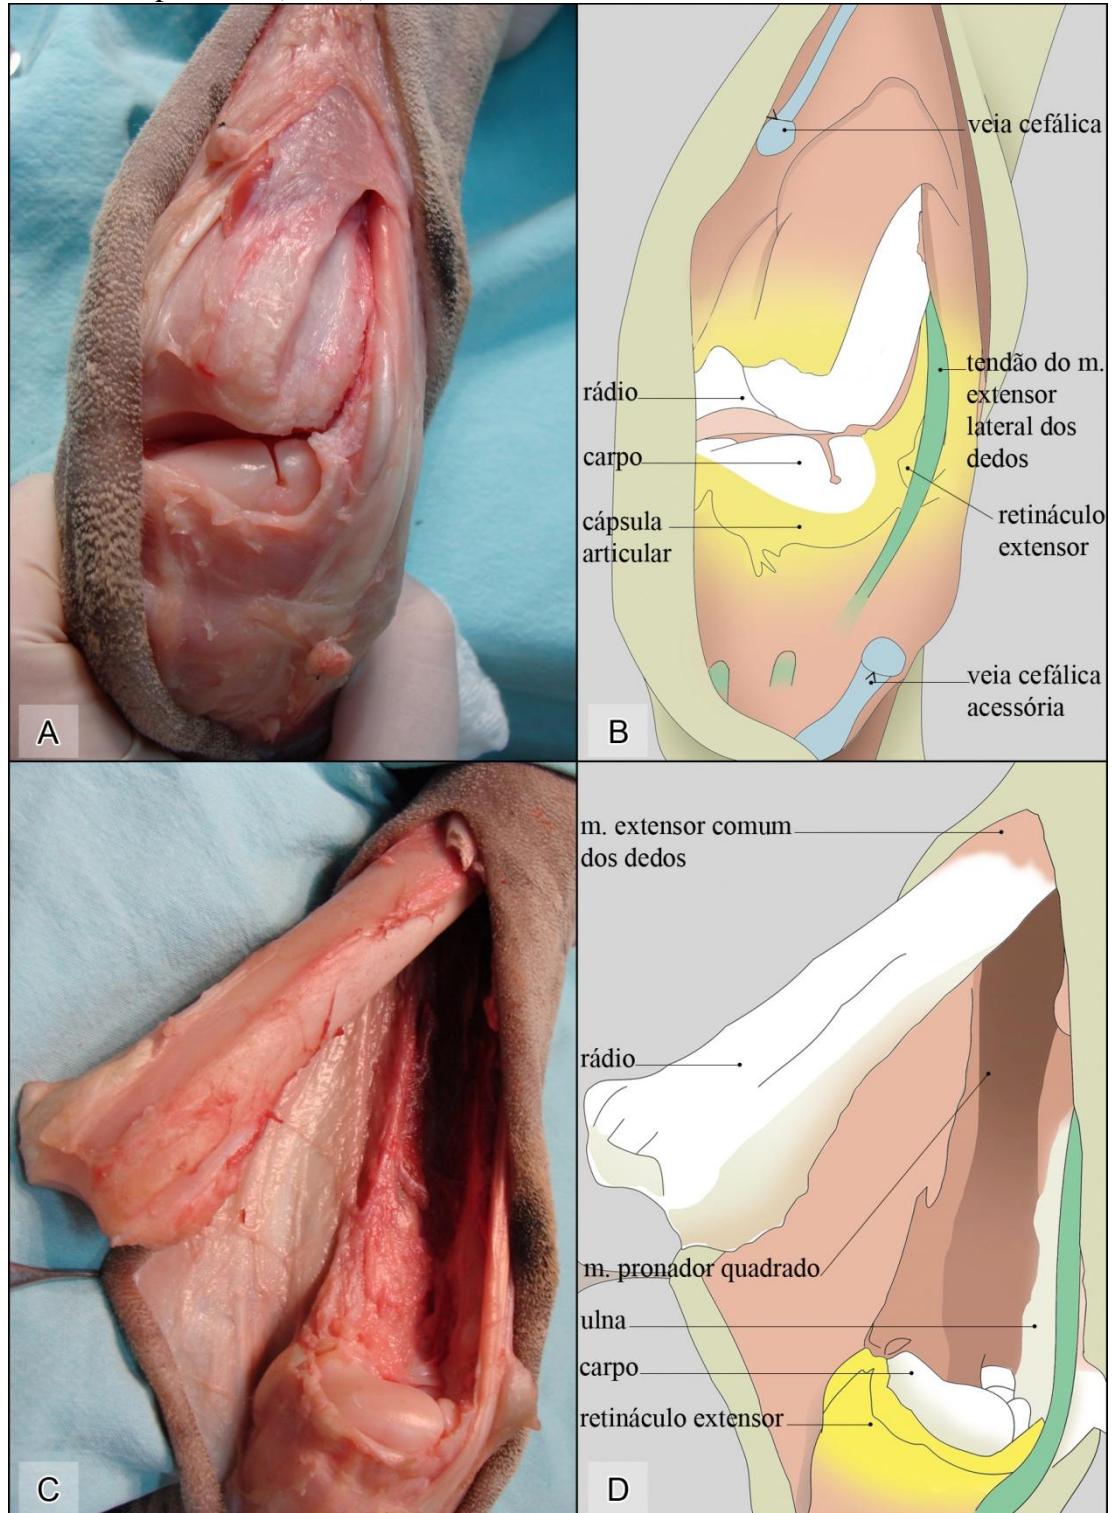 veia cefálica
rádio
tendão do m.
extensor
lateral dos
dedos
carpo
cápsula
articular
retináculo
extensor
veia cefálica
acessória
A
B
m. extensor comum
dos dedos
rádio
m. pronador quadrado
ulna
carpo
retináculo extensor
C
D